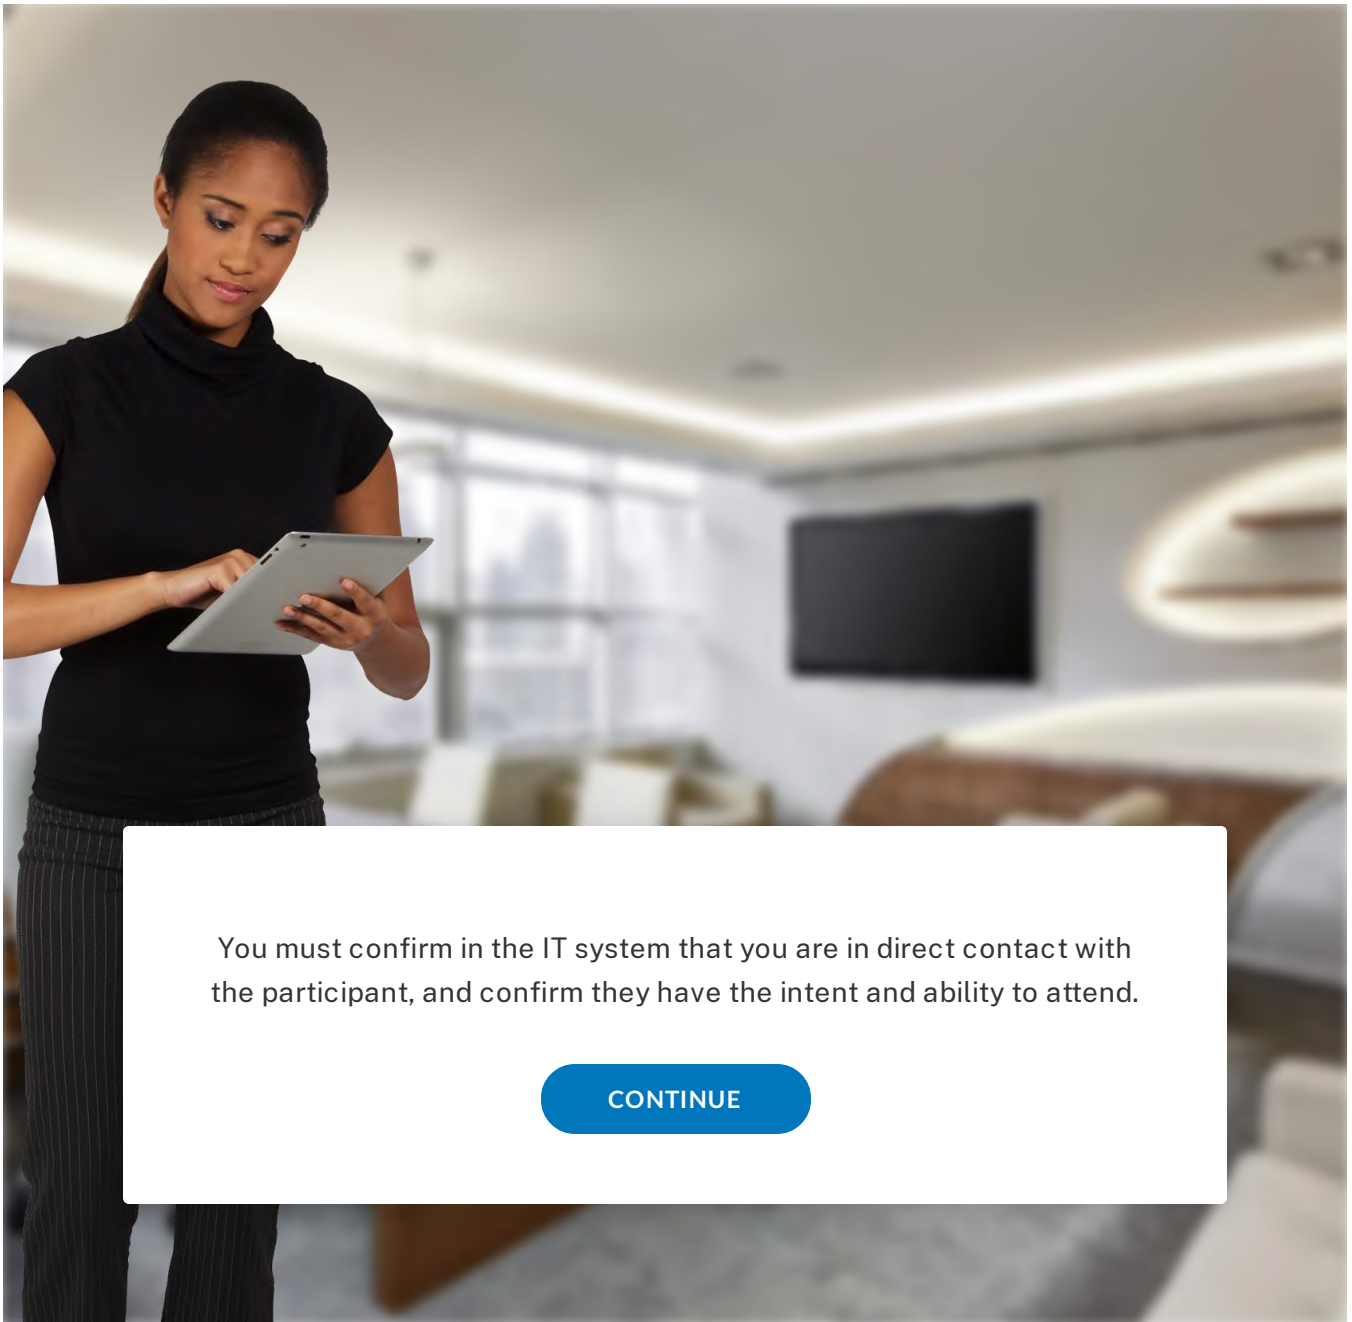 You must confirm in the IT system that you are in direct contact with
the participant, and confirm they have the intent and ability to attend.
CONTINUE